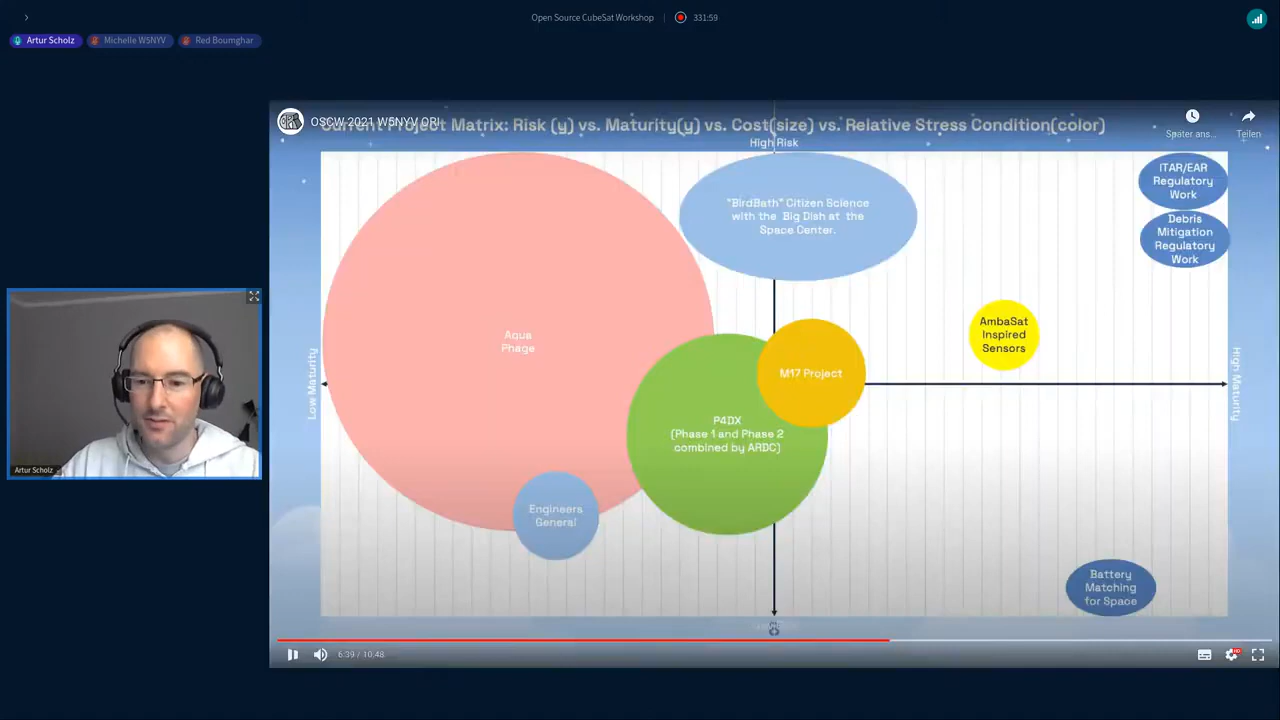 Open Source CubeSat Workshop
331:59
Artur Scholz
Michelle W5NYV
Red Boumghar
OSCW 2021 W5NYV ORI
Current Project Matrix: Risk (y) vs. Maturity(y) vs. Cost(size) vs. Relative Stress Condition(color)
Später ans...
Teilen
High Risk
"BirdBath" Citizen Science
with the Big Dish at the
Space Center.
ITAR/EAR
Regulatory
Work
Debris
Mitigation
Regulatory
Work
AmbaSat
Inspired
Sensors
Aqua
Phage
M17 Project
Low Maturity
High Maturity
P4DX
(Phase 1 and Phase 2
combined by ARDC)
Engineers
General
Battery
Matching
for Space
Artur Scholz
6:39 / 10:48
HD